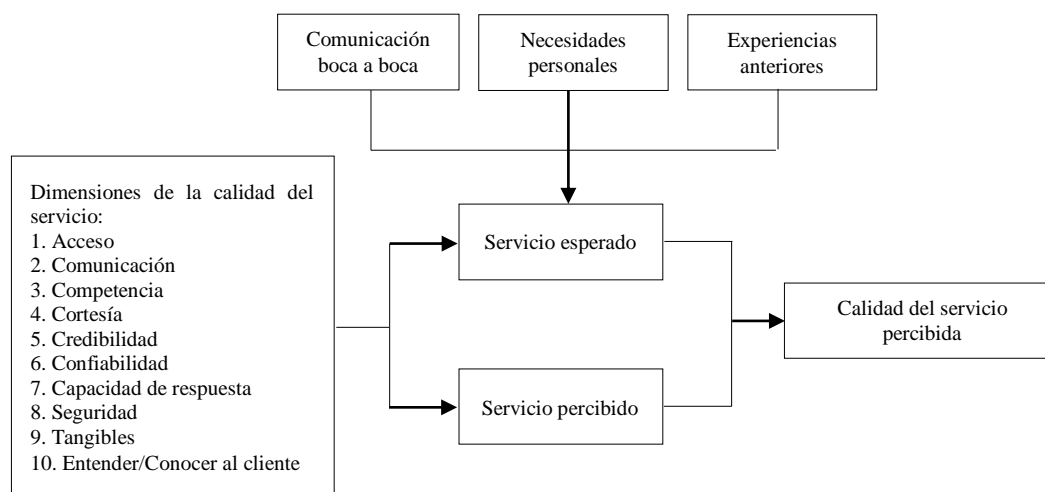 Comunicación
boca a boca
Necesidades
personales
Experiencias
anteriores
Dimensiones de la calidad del
servicio:
1. Acceso
2. Comunicación
3. Competencia
4. Cortesía
5. Credibilidad
6. Confiabilidad
7. Capacidad de respuesta
8. Seguridad
9. Tangibles
10. Entender/Conocer al cliente
Servicio esperado
Servicio percibido
Calidad del servicio
percibida